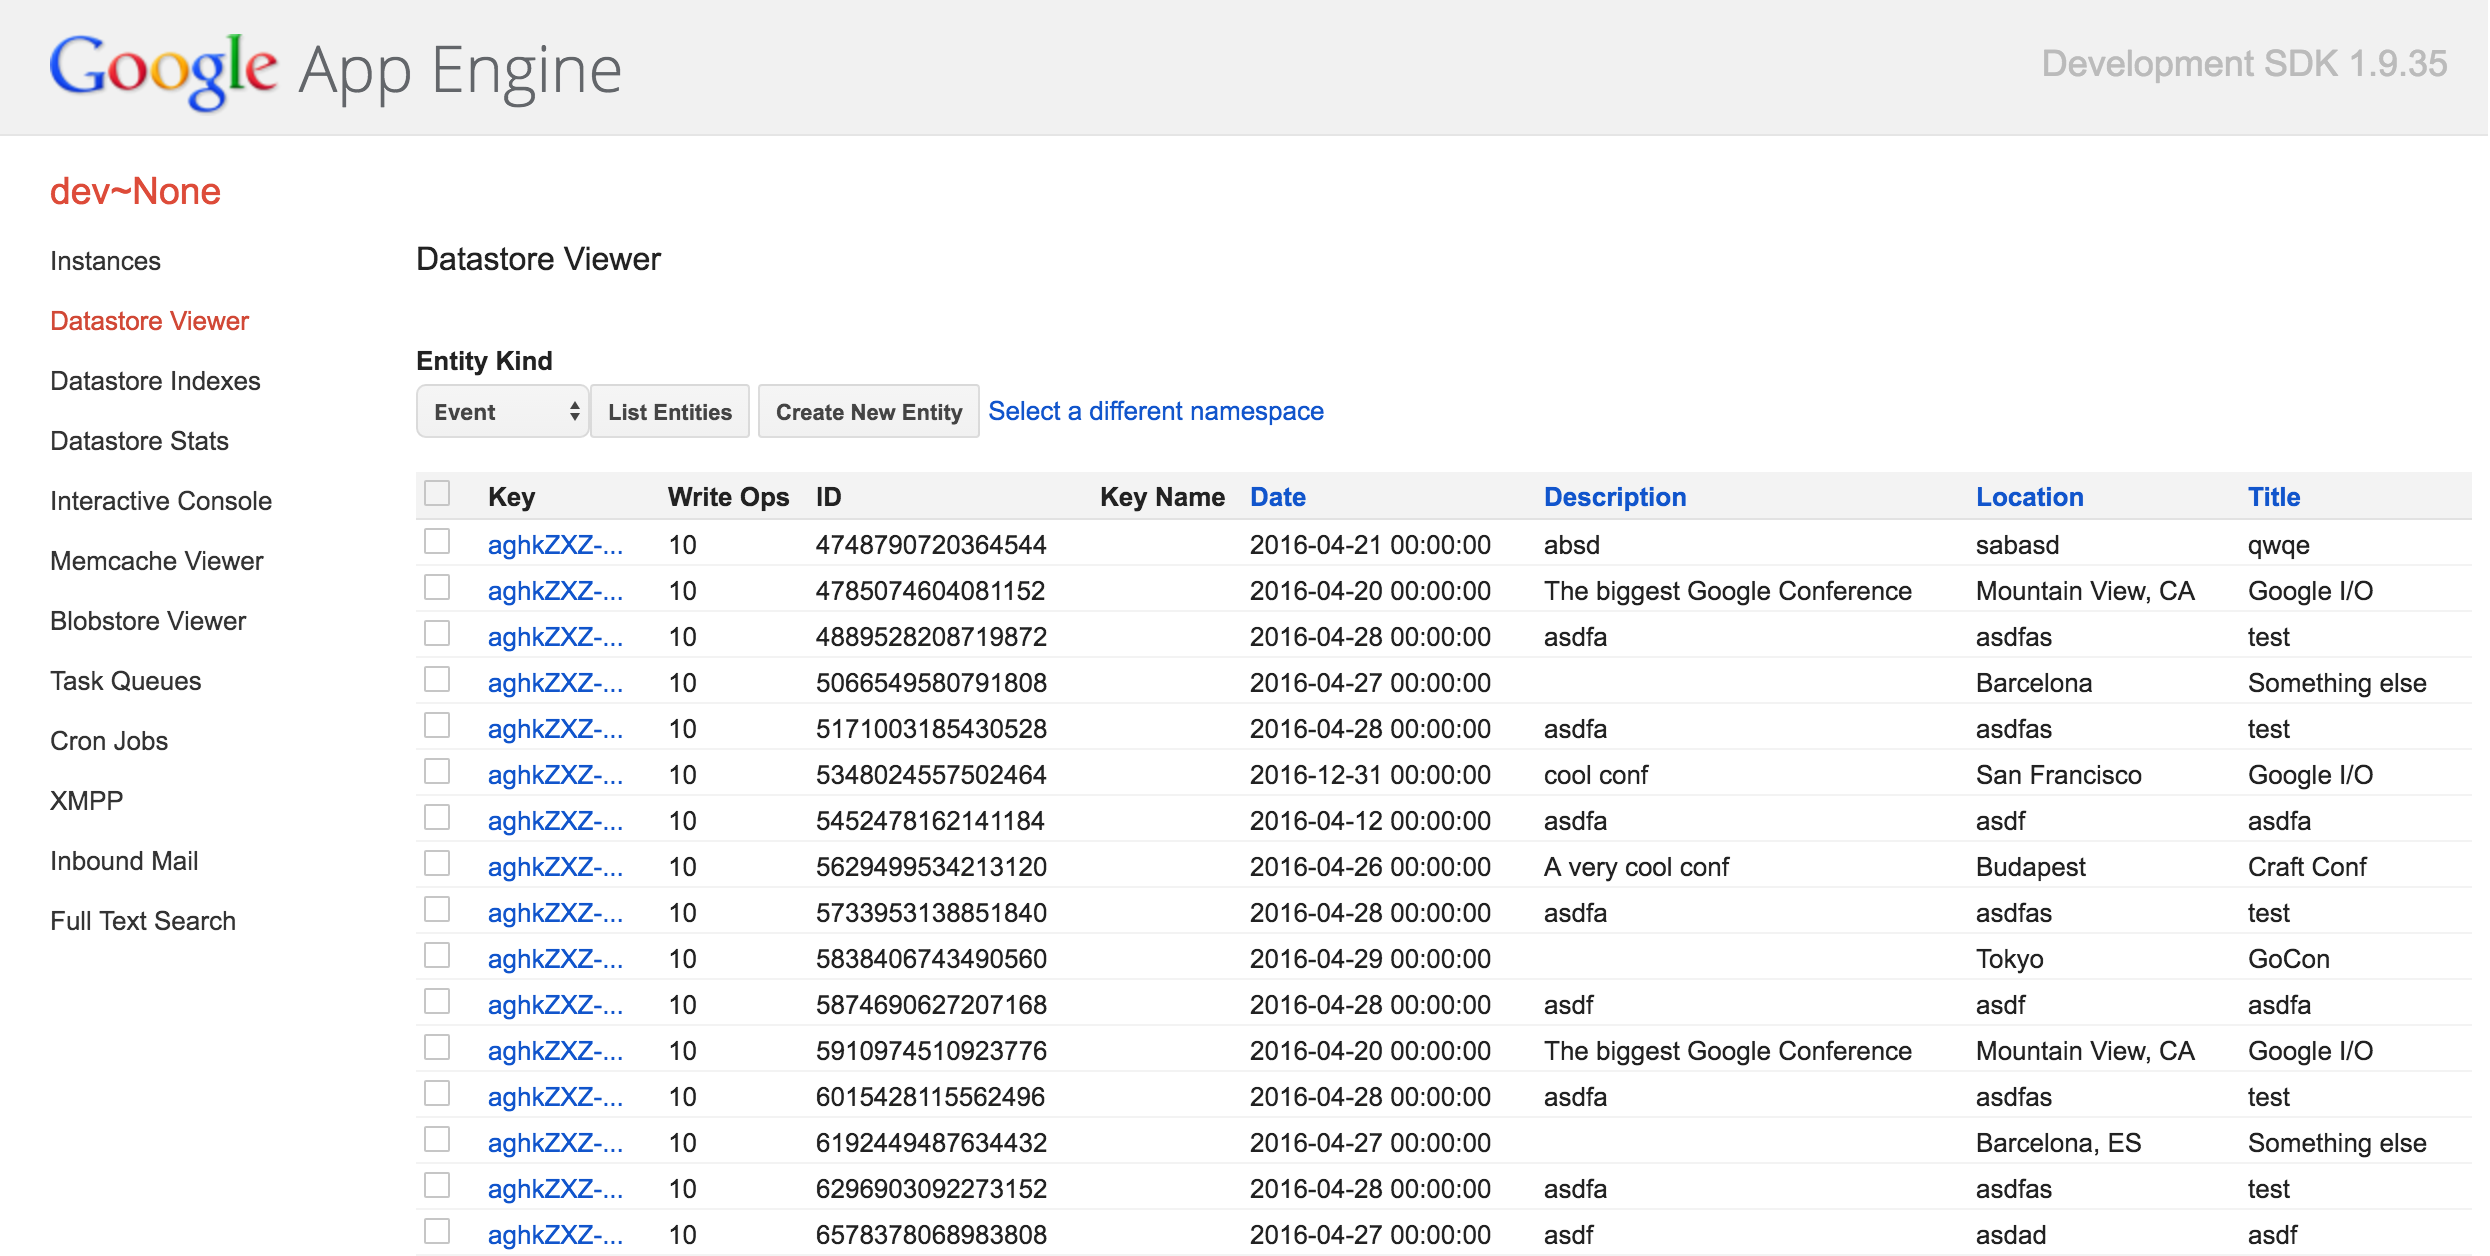 Google App Engine
Development SDK 1.9.35
dev~None
Instances
Datastore Viewer
Datastore Indexes
Datastore Stats
Interactive Console
Memcache Viewer
Blobstore Viewer
Task Queues
Cron Jobs
XMPP
Inbound Mail
Full Text Search
Datastore Viewer
Entity Kind
Event List Entities Create New Entity Select a different namespace
Key Write Ops ID Key Name Date Description Location Title
aghkZXZ-... 10 4748790720364544 2016-04-21 00:00:00 absd sabasd qwqe
aghkZXZ-... 10 4785074604081152 2016-04-20 00:00:00 The biggest Google Conference Mountain View, CA Google I/O
aghkZXZ-... 10 4889528208719872 2016-04-28 00:00:00 asdfa asdfas test
aghkZXZ-... 10 5066549580791808 2016-04-27 00:00:00 Barcelona Something else
aghkZXZ-... 10 5171003185430528 2016-04-28 00:00:00 asdfa asdfas test
aghkZXZ-... 10 5348024557502464 2016-12-31 00:00:00 cool conf San Francisco Google I/O
aghkZXZ-... 10 5452478162141184 2016-04-12 00:00:00 asdfa asdf asdfa
aghkZXZ-... 10 5629499534213120 2016-04-26 00:00:00 A very cool conf Budapest Craft Conf
aghkZXZ-... 10 5733953138851840 2016-04-28 00:00:00 asdfa asdfas test
aghkZXZ-... 10 5838406743490560 2016-04-29 00:00:00 Tokyo GoCon
aghkZXZ-... 10 5874690627207168 2016-04-28 00:00:00 asdf asdf asdfa
aghkZXZ-... 10 5910974510923776 2016-04-20 00:00:00 The biggest Google Conference Mountain View, CA Google I/O
aghkZXZ-... 10 6015428115562496 2016-04-28 00:00:00 asdfa asdfas test
aghkZXZ-... 10 6192449487634432 2016-04-27 00:00:00 Barcelona, ES Something else
aghkZXZ-... 10 6296903092273152 2016-04-28 00:00:00 asdfa asdfas test
aghkZXZ-... 10 6578378068983808 2016-04-27 00:00:00 asdf asdad asdf